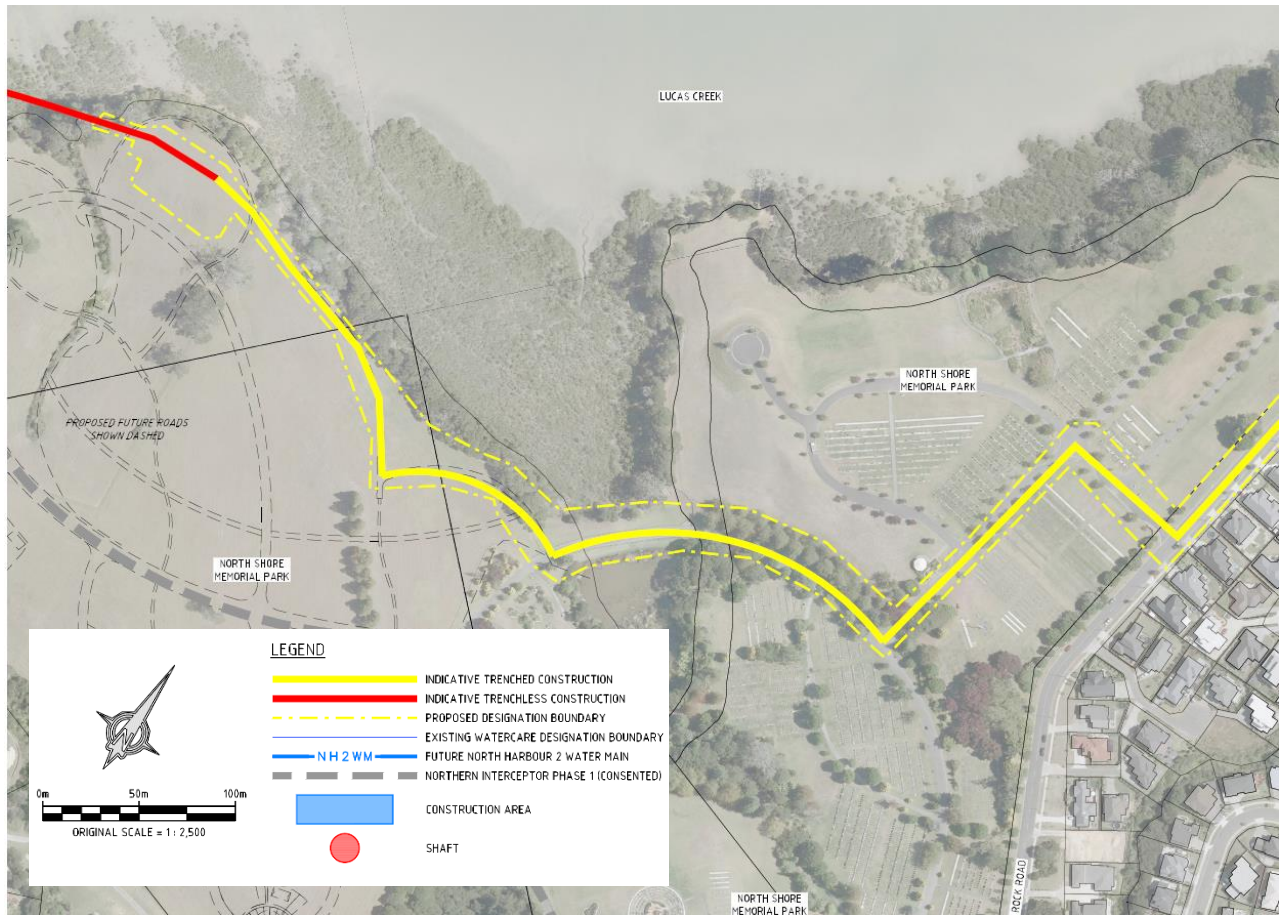 LUCAS CREEK
NORTH SHORE
MEMORIAL PARK
PROPOSED FUTURE ROADS
SHOWN DASHED
NORTH SHORE
MEMORIAL PARK
LEGEND
INDICATIVE TRENCHED CONSTRUCTION
INDICATIVE TRENCHLESS CONSTRUCTION
PROPOSED DESIGNATION BOUNDARY
EXISTING WATERCARE DESIGNATION BOUNDARY
NH2WM FUTURE NORTH HARBOUR 2 WATER MAIN
NORTHERN INTERCEPTOR PHASE 1 (CONSENTED)
CONSTRUCTION AREA
SHAFT
0m 50m 100m
ORIGINAL SCALE = 1: 2,500
ROCK ROAD
NORTH SHORE
MEMORIAL PARK